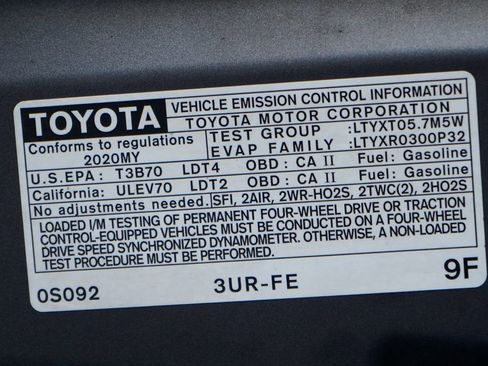 TOYOTA VEHICLE EMISSION CONTROL INFORMATION
TOYOTA MOTOR CORPORATION
Conforms to regulations TEST GROUP :LTYXT05.7M5W
2020MY EVAP FAMILY :LTYXR0300P32
U.S.EPA : T3B70 LDT4 OBD : CA II Fuel: Gasoline
California: ULEV70 LDT2 OBD : CA II Fuel: Gasoline
No adjustments needed. SFI, 2AIR, 2WR-HO2S, 2TWC(2), 2HO2S
LOADED I/M TESTING OF PERMANENT FOUR-WHEEL DRIVE OR TRACTION
CONTROL-EQUIPPED VEHICLES MUST BE CONDUCTED ON A FOUR-WHEEL
DRIVE SPEED SYNCHRONIZED DYNAMOMETER. OTHERWISE, A NON-LOADED
TEST PROCEDURE MUST BE PERFORMED.
0S092 3UR-FE 9F